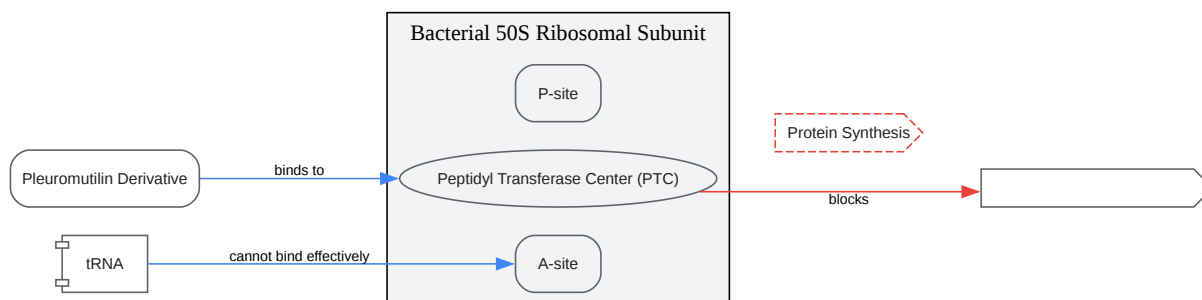 Bacterial 50S Ribosomal Subunit
P-site
Protein Synthesis
Pleuromutilin Derivative
binds to
Peptidyl Transferase Center (PTC)
blocks
tRNA
cannot bind effectively
A-site